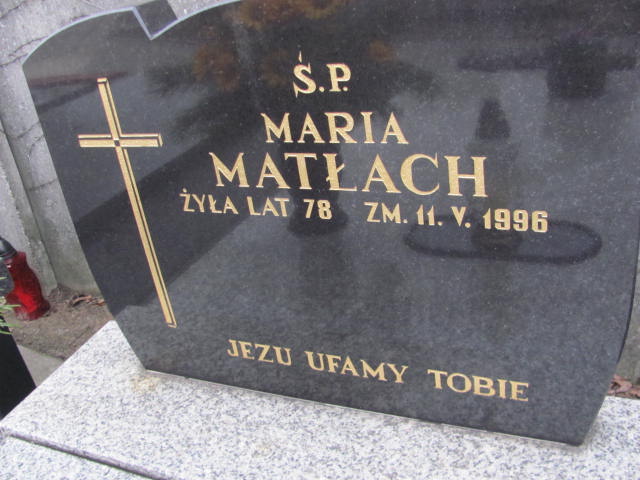 Ś.P.
MARIA
MATŁACH
ŻYŁA LAT 78 ZM. 11. V. 1996
JEZU UFAMY TOBIE